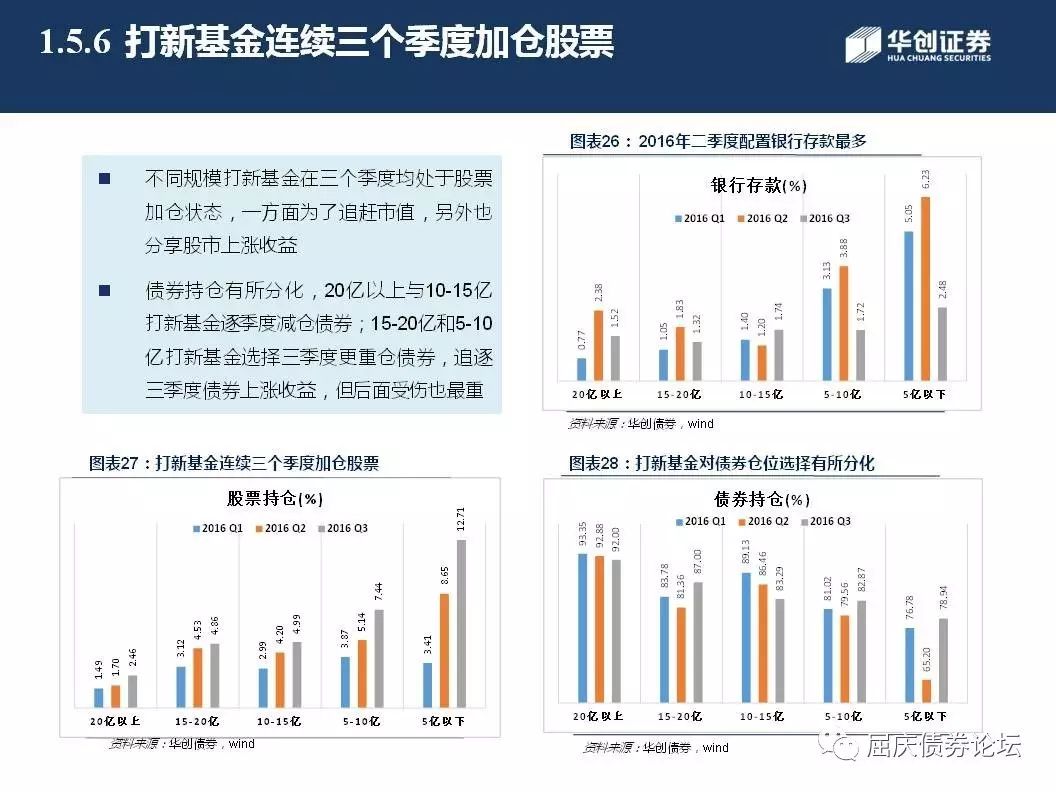 1.5.6 打新基金连续三个季度加仓股票
华创证券
HUA CHUANG SECURITIES
■ 不同规模打新基金在三个季度均处于股票
加仓状态，一方面为了追赶市值，另外也
分享股市上涨收益
■ 债券持仓有所分化，20亿以上与10-15亿
打新基金逐季度减仓债券；15-20亿和5-10
亿打新基金选择三季度更重仓债券，追逐
三季度债券上涨收益，但后面受伤也最重
图表26：2016年二季度配置银行存款最多
银行存款(%)
2016 Q1 2016 Q2 2016 Q3
0.77 2.38 1.52 1.05 1.83 1.32 1.40 1.20 1.74 3.13 3.88 1.72 5.05 6.23 2.48
20亿以上 15-20亿 10-15亿 5-10亿 5亿以下
资料来源：华创债券，wind
图表27：打新基金连续三个季度加仓股票
股票持仓(%)
2016 Q1 2016 Q2 2016 Q3
1.49 1.70 2.46 3.12 4.53 4.86 2.99 4.20 4.99 3.87 5.14 7.44 3.41 8.65 12.71
20亿以上 15-20亿 10-15亿 5-10亿 5亿以下
资料来源：华创债券，wind
图表28：打新基金对债券仓位选择有所分化
债券持仓(%)
2016 Q1 2016 Q2 2016 Q3
93.35 92.88 92.00 83.78 81.36 87.00 89.13 86.46 83.29 81.02 79.56 82.87 76.78 65.20 78.94
20亿以上 15-20亿 10-15亿 5-10亿 5亿以下
资料来源：华创债券，wind
屈庆债券论坛